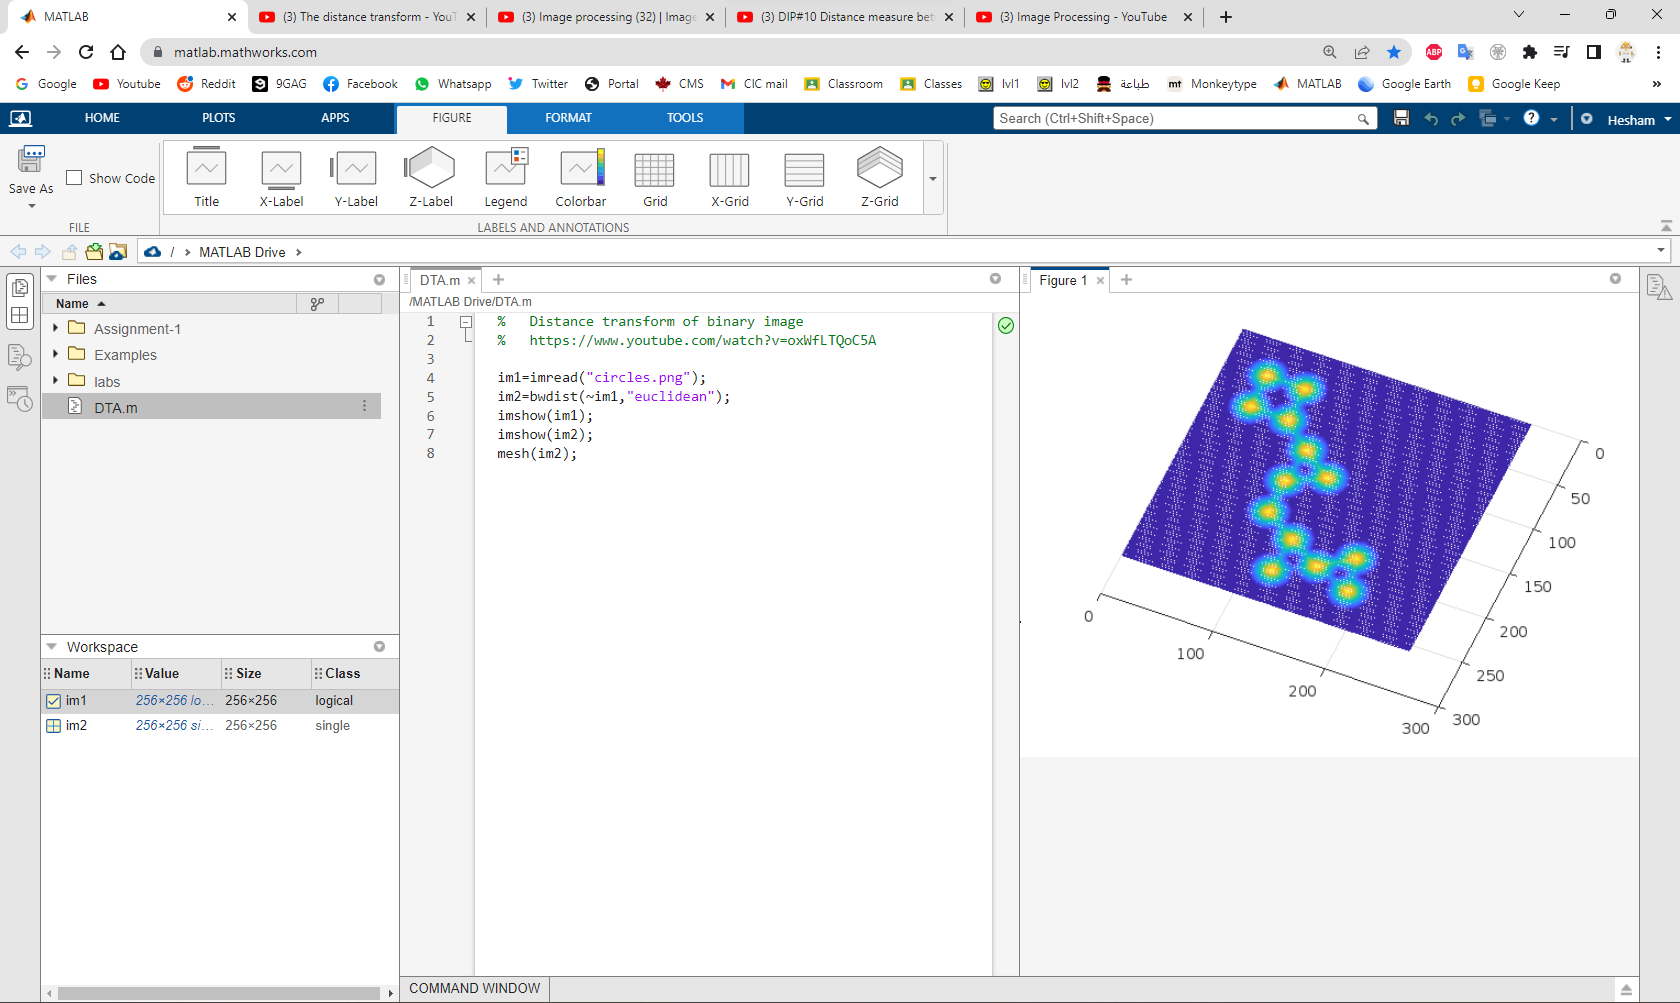 MATLAB
(3) The distance transform - YouT
(3) Image processing (32) | Image
(3) DIP#10 Distance measure bet
(3) Image Processing - YouTube
matlab.mathworks.com
Google Youtube Reddit 9GAG Facebook Whatsapp Twitter Portal CMS CIC mail Classroom Classes lvl1 lvl2 طباعة mt Monkeytype MATLAB Google Earth Google Keep »
HOME PLOTS APPS FIGURE FORMAT TOOLS
Search (Ctrl+Shift+Space)
Hesham
Save As
Show Code
Title X-Label Y-Label Z-Label Legend Colorbar Grid X-Grid Y-Grid Z-Grid
FILE LABELS AND ANNOTATIONS
/ MATLAB Drive
Files
Name
Assignment-1
Examples
labs
DTA.m
Workspace
Name Value Size Class
im1 256×256 lo... 256×256 logical
im2 256×256 si... 256×256 single
DTA.m
/MATLAB Drive/DTA.m
1 % Distance transform of binary image
2 % https://www.youtube.com/watch?v=oxWfLTQoC5A
3
4 im1=imread("circles.png");
5 im2=bwdist(~im1,"euclidean");
6 imshow(im1);
7 imshow(im2);
8 mesh(im2);
COMMAND WINDOW
Figure 1
0
50
100
150
200
250
300
0
100
200
300